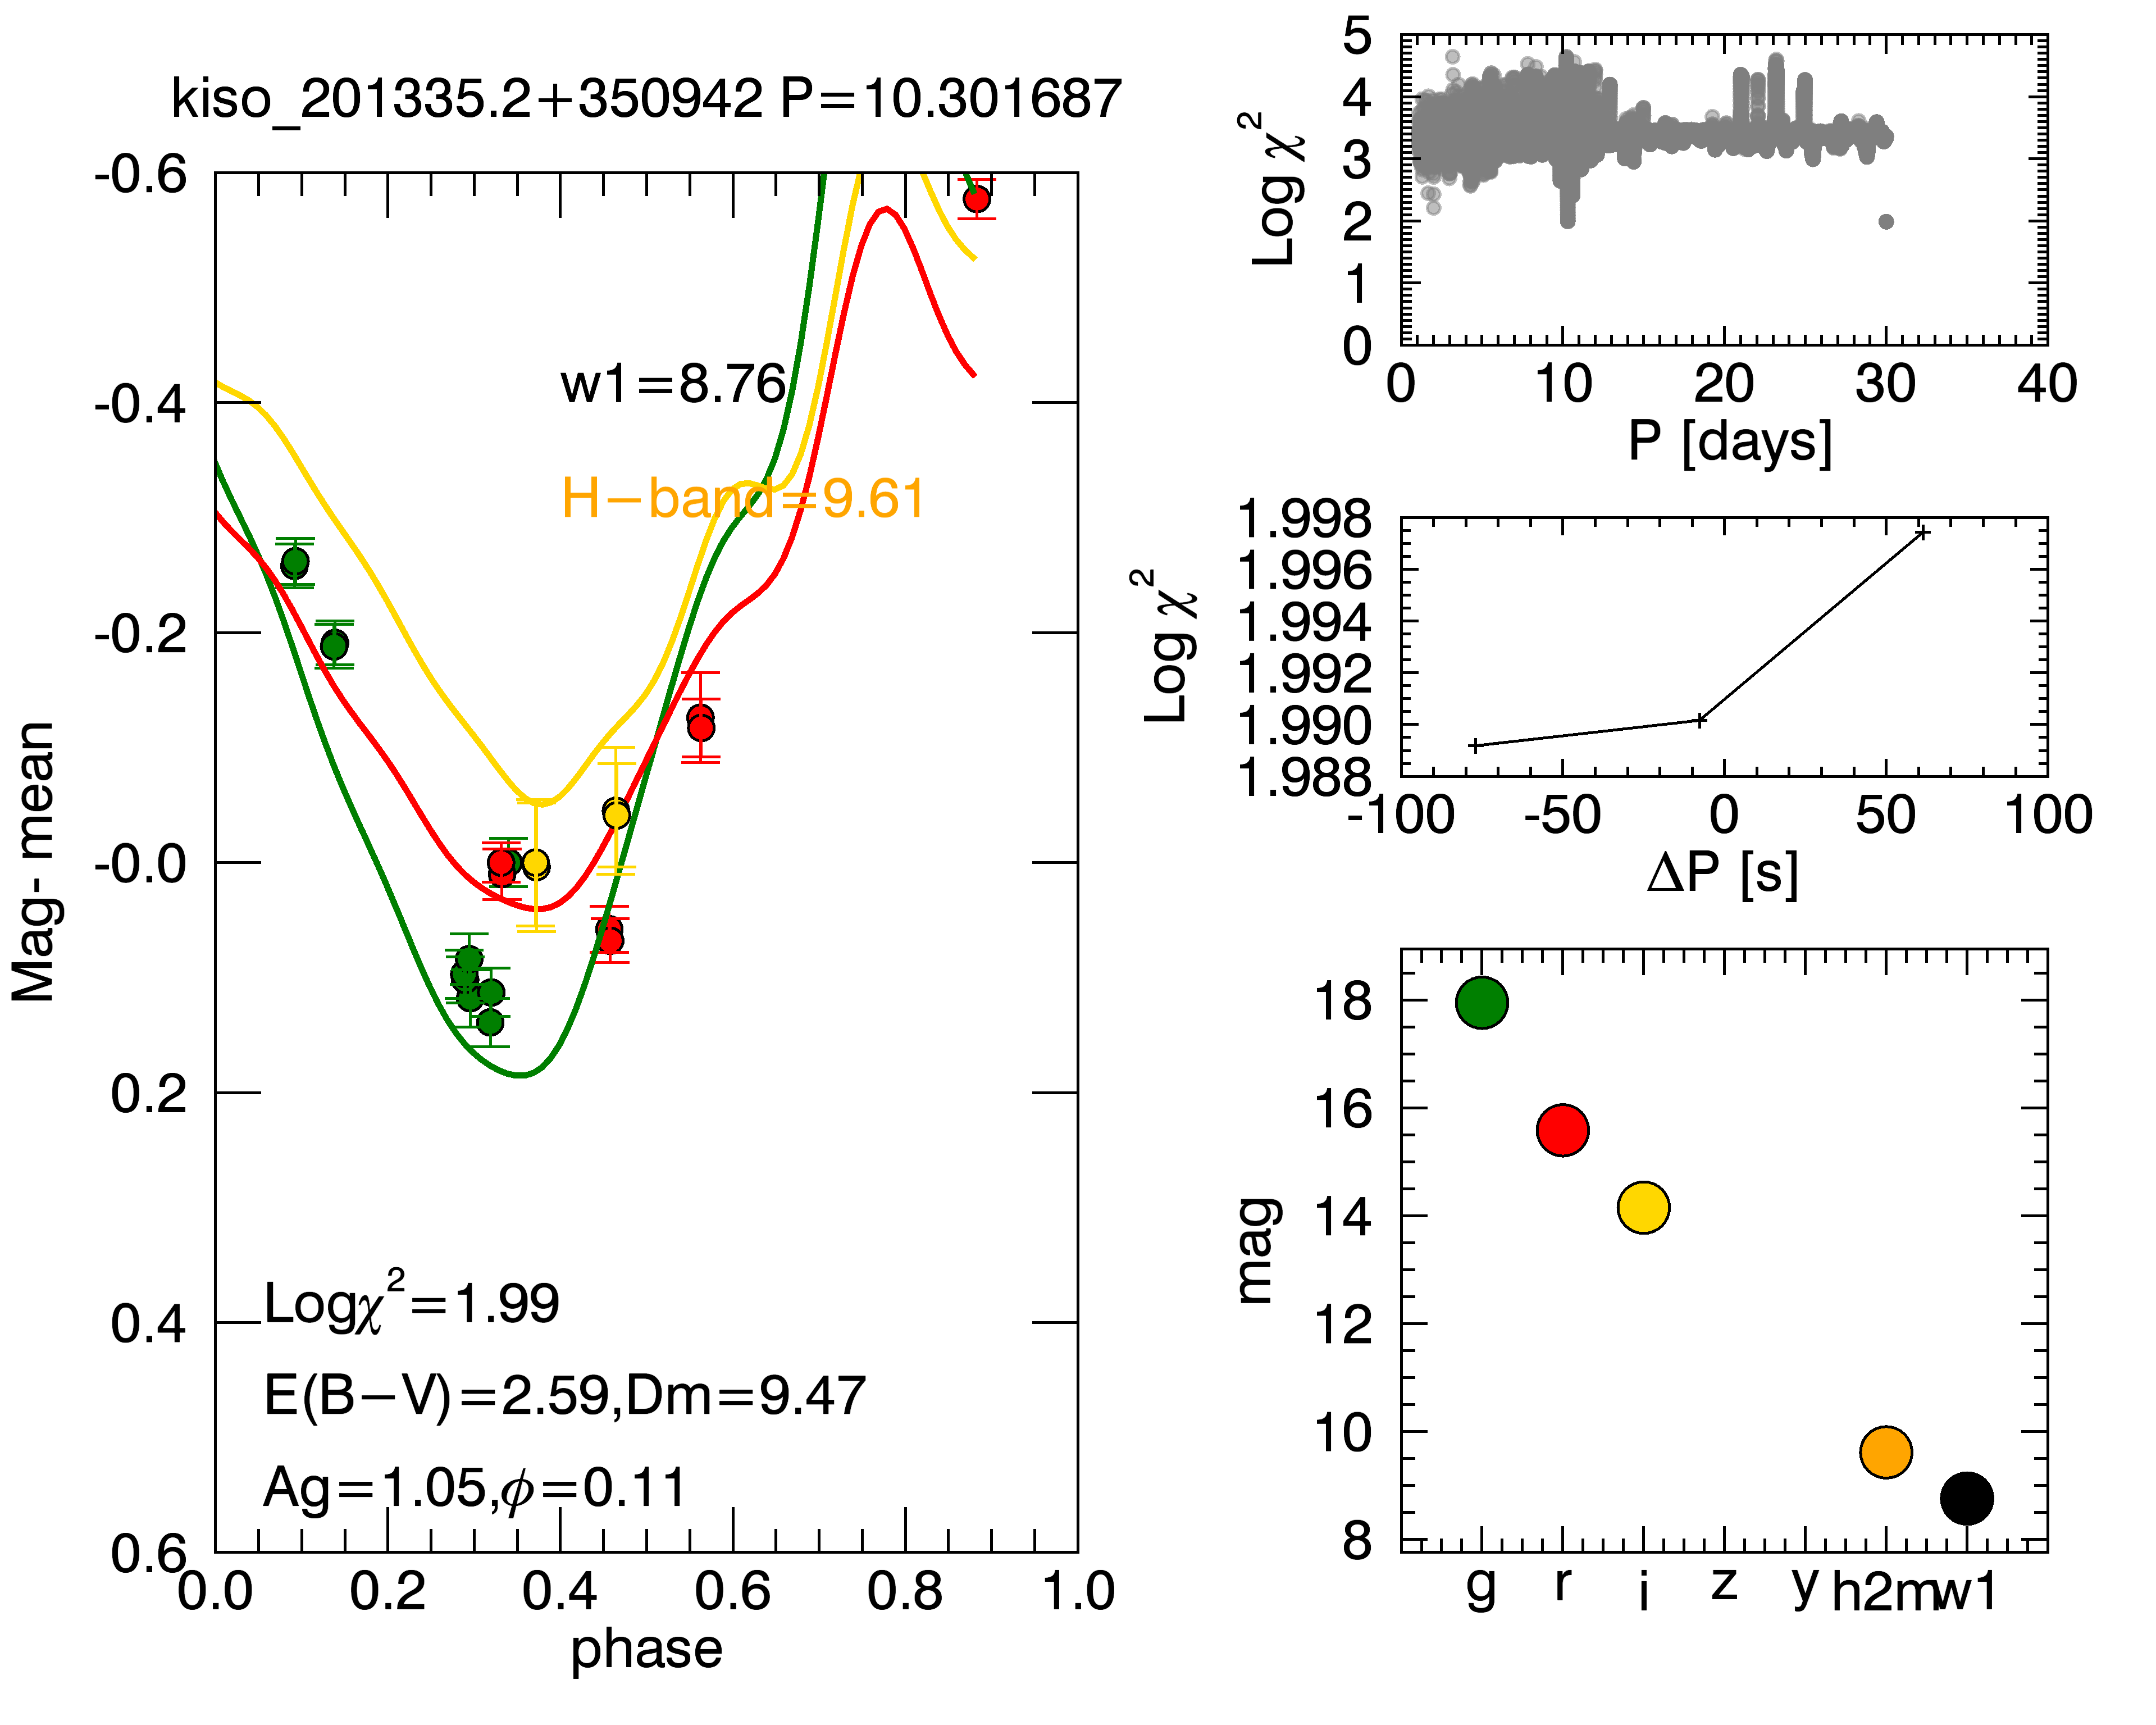 kiso_201335.2+350942 P=10.301687
-0.6
-0.4
-0.2
-0.0
0.2
0.4
0.6
Mag- mean
w1=8.76
H-band=9.61
Logχ²=1.99
E(B-V)=2.59,Dm=9.47
Ag=1.05,ϕ=0.11
0.0 0.2 0.4 0.6 0.8 1.0
phase
5
4
3
2
1
0
Log χ²
0 10 20 30 40
P [days]
1.998
1.996
1.994
1.992
1.990
1.988
Log χ²
-100 -50 0 50 100
ΔP [s]
18
16
14
12
10
8
mag
g r i z y h2m w1